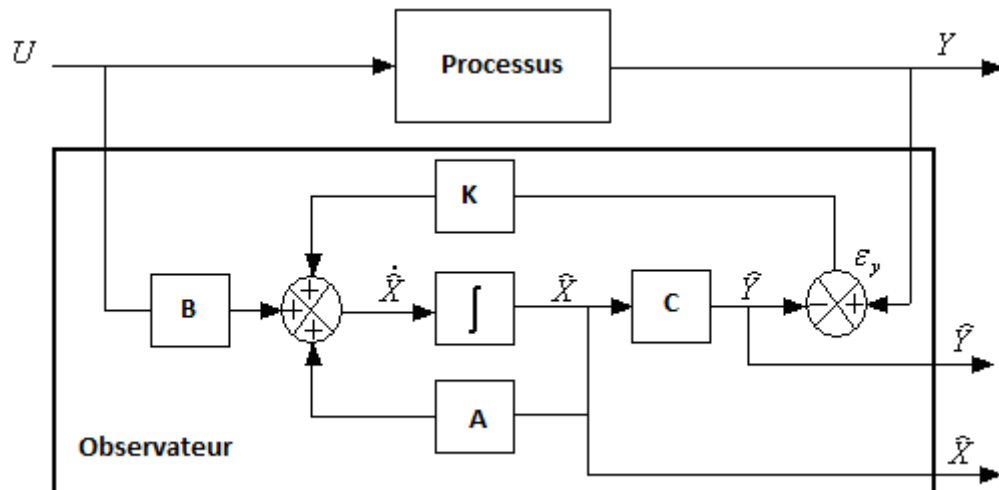 U
Processus
Y
K
ε_y
B
+
+
+
Ẋ̂
∫
X̂
C
Ŷ
−
+
Ŷ
A
Observateur
X̂